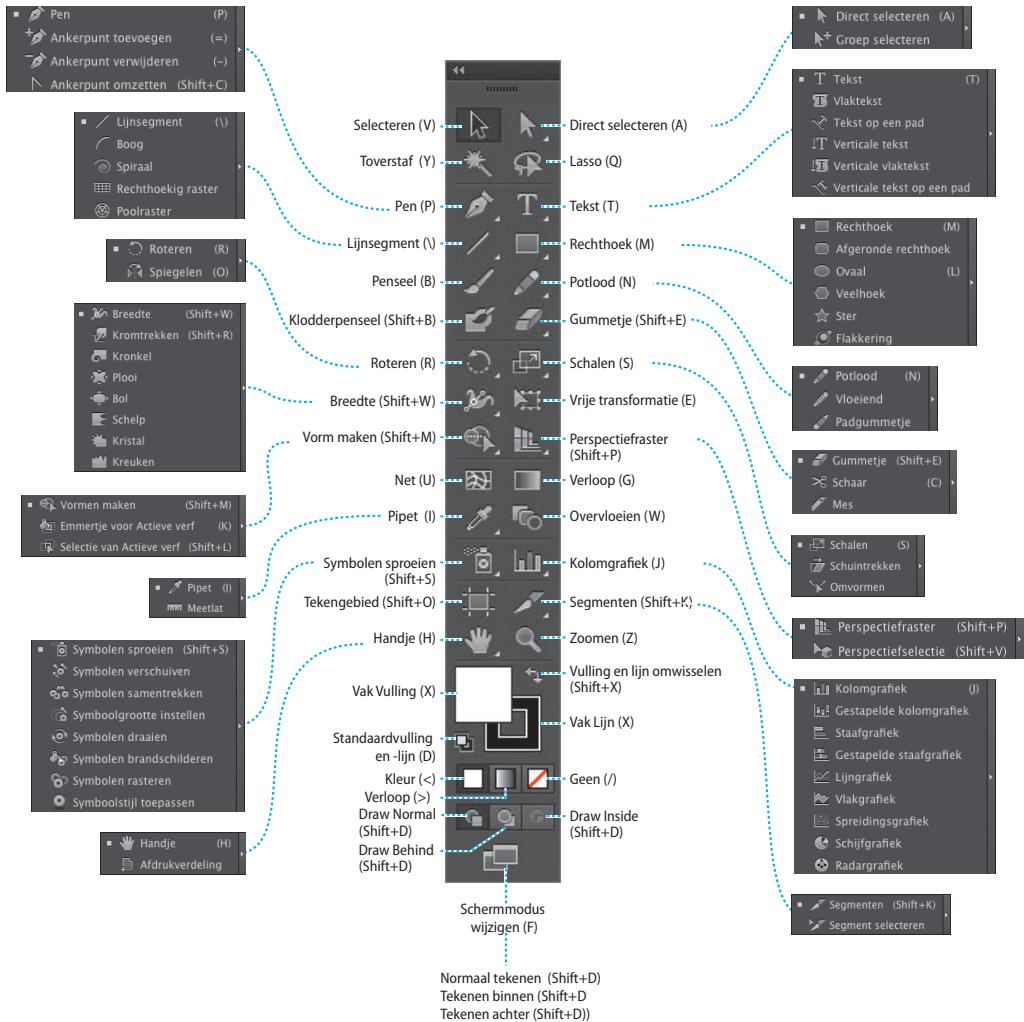 Pen (P)
Ankerpunt toevoegen (=)
Ankerpunt verwijderen (-)
Ankerpunt omzetten (Shift+C)
Lijnsegment (\)
Boog
Spiraal
Rechthoekig raster
Poolraster
Roteren (R)
Spiegelen (O)
Breedte (Shift+W)
Kromtrekken (Shift+R)
Kronkel
Plooi
Bol
Schelp
Kristal
Kreuken
Vormen maken (Shift+M)
Emmertje voor Actieve verf (K)
Selectie van Actieve verf (Shift+L)
Pipet (I)
Meetlat
Symbolen sproeien (Shift+S)
Symbolen verschuiven
Symbolen samentrekken
Symboolgrootte instellen
Symbolen draaien
Symbolen brandschilderen
Symbolen rasteren
Symboolstijl toepassen
Handje (H)
Afdrukverdeling
Selecteren (V)
Toverstaf (Y)
Pen (P)
Lijnsegment (\)
Penseel (B)
Klodderpenseel (Shift+B)
Roteren (R)
Breedte (Shift+W)
Vorm maken (Shift+M)
Net (U)
Pipet (I)
Symbolen sproeien
(Shift+S)
Tekengebied (Shift+O)
Handje (H)
Vak Vulling (X)
Standaardvulling
en -lijn (D)
Kleur (<)
Verloop (>)
Draw Normal
(Shift+D)
Draw Behind
(Shift+D)
Direct selecteren (A)
Lasso (Q)
Tekst (T)
Rechthoek (M)
Potlood (N)
Gummetje (Shift+E)
Schalen (S)
Vrije transformatie (E)
Perspectiefraster
(Shift+P)
Verloop (G)
Overvloeien (W)
Kolomgrafiek (J)
Segmenten (Shift+K)
Zoomen (Z)
Vulling en lijn omwisselen
(Shift+X)
Vak Lijn (X)
Geen (/)
Draw Inside
(Shift+D)
Schermmodus
wijzigen (F)
Normaal tekenen (Shift+D)
Tekenen binnen (Shift+D
Tekenen achter (Shift+D))
Direct selecteren (A)
Groep selecteren
Tekst (T)
Vlaktekst
Tekst op een pad
Verticale tekst
Verticale vlaktekst
Verticale tekst op een pad
Rechthoek (M)
Afgeronde rechthoek
Ovaal (L)
Veelhoek
Ster
Flakkering
Potlood (N)
Vloeiend
Padgummetje
Gummetje (Shift+E)
Schaar (C)
Mes
Schalen (S)
Schuintrekken
Omvormen
Perspectiefraster (Shift+P)
Perspectiefselectie (Shift+V)
Kolomgrafiek (J)
Gestapelde kolomgrafiek
Staafgrafiek
Gestapelde staafgrafiek
Lijngrafiek
Vlakgrafiek
Spreidingsgrafiek
Schijfgrafiek
Radargrafiek
Segmenten (Shift+K)
Segment selecteren